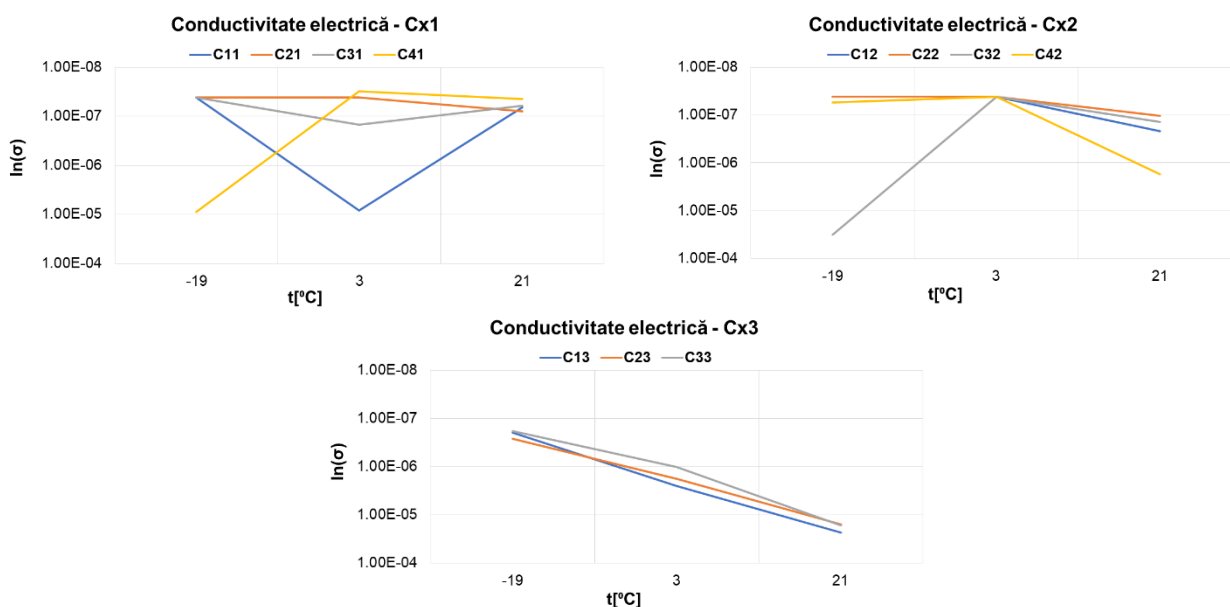 Conductivitate electrică - Cx1
C11 C21 C31 C41
1.00E-08
1.00E-07
1.00E-06
1.00E-05
1.00E-04
ln(σ)
-19 3 21
t[ºC]
Conductivitate electrică - Cx2
C12 C22 C32 C42
1.00E-08
1.00E-07
1.00E-06
1.00E-05
1.00E-04
ln(σ)
-19 3 21
t[ºC]
Conductivitate electrică - Cx3
C13 C23 C33
1.00E-08
1.00E-07
1.00E-06
1.00E-05
1.00E-04
ln(σ)
-19 3 21
t[ºC]